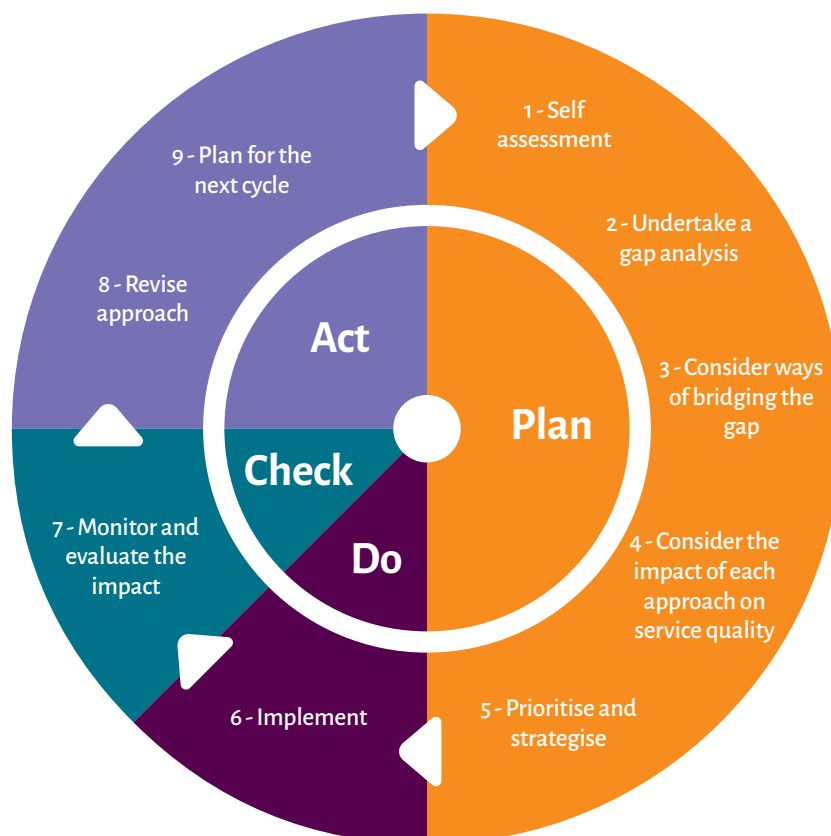 1 - Self
assessment
2 - Undertake a
gap analysis
3 - Consider ways
of bridging the
gap
4 - Consider the
impact of each
approach on
service quality
5 - Prioritise and
strategise
6 - Implement
7 - Monitor and
evaluate the
impact
8 - Revise
approach
9 - Plan for the
next cycle
Plan
Do
Check
Act